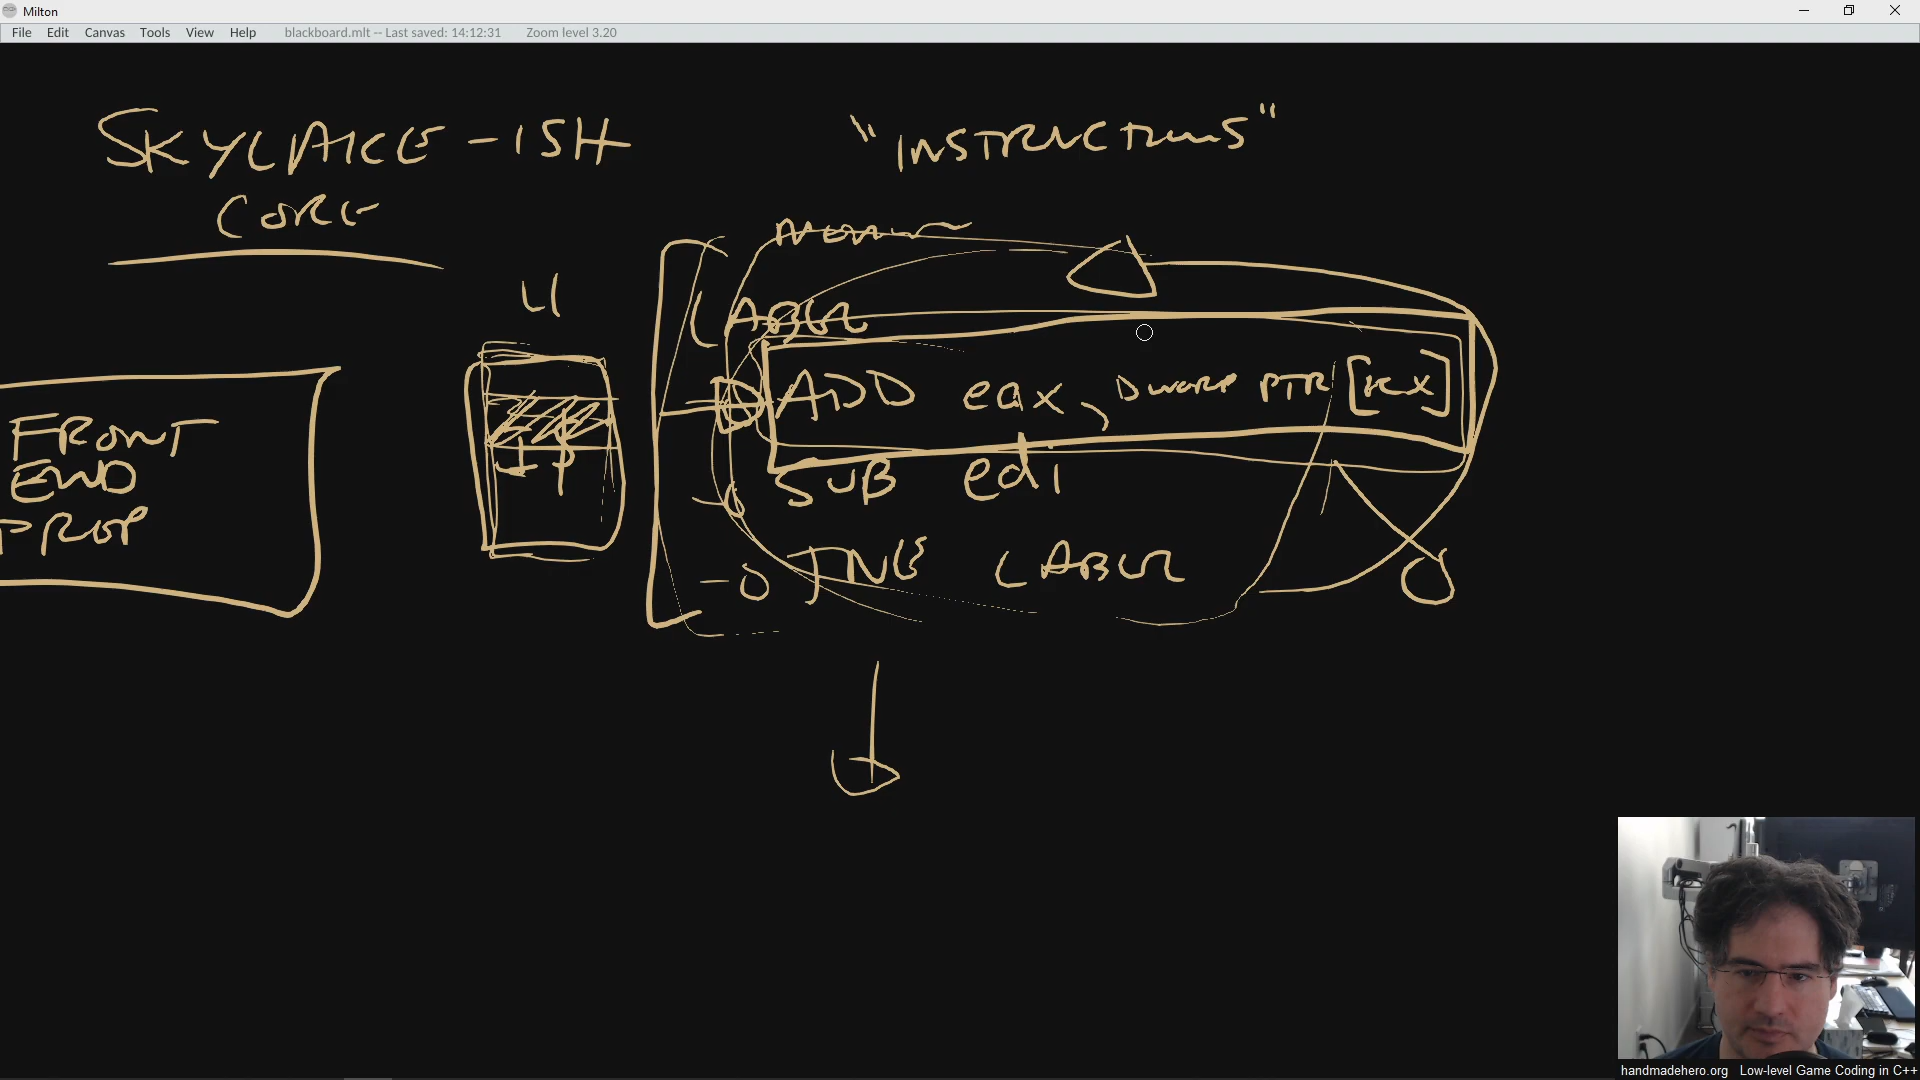 Milton
File Edit Canvas Tools View Help blackboard.mlt -- Last saved: 14:12:31 Zoom level 3.20
SKYLAKE-ISH
CORE
"INSTRUCTIONS"
LABEL
ADD eax, DWORD PTR [rcx]
SUB edi
JNE LABEL
L1
IP
FRONT
END
PROP
handmadehero.org Low-level Game Coding in C++